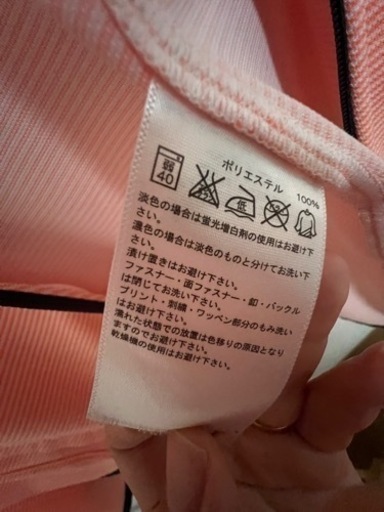 ポリエステル 100%
弱
40
低
淡色の場合は蛍光増白剤の使用はお避け下
さい。
濃色の場合は淡色のものと分けてお洗い下
さい。
漬け置きはお避け下さい。
ファスナー・面ファスナー・釦・バックル
は閉じてお洗い下さい。
プリント・刺繍・ワッペン部分のもみ洗い
はお避け下さい。
濡れた状態での放置は色移りの原因となり
ますのでお避け下さい。
乾燥機の使用はお避け下さい。